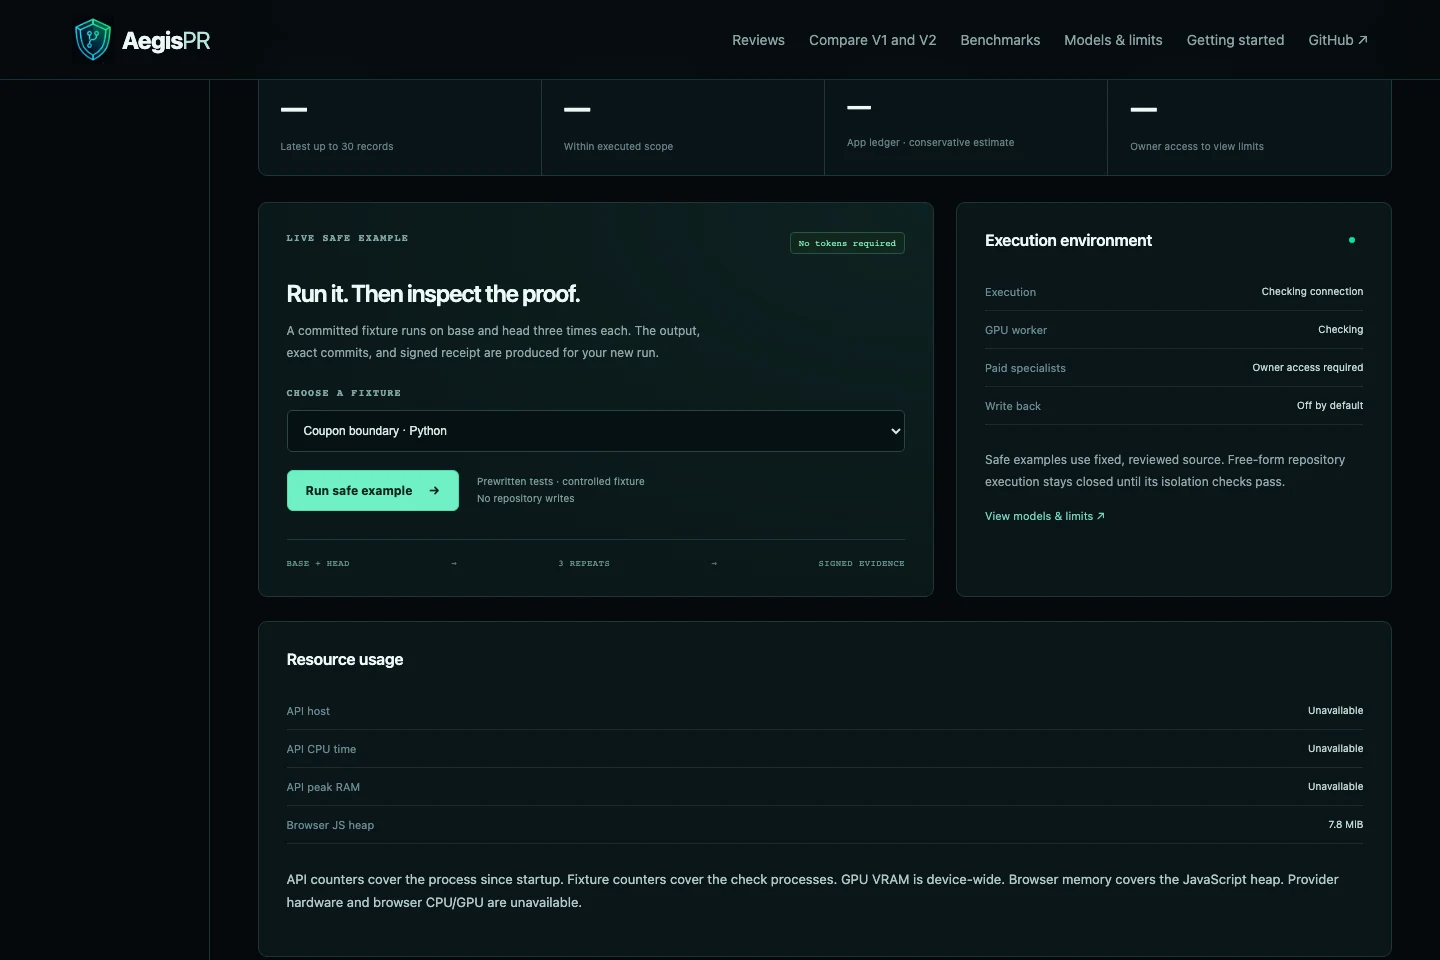 AegisPR
Reviews
Compare V1 and V2
Benchmarks
Models & limits
Getting started
GitHub ↗
—
—
—
—
Latest up to 30 records
Within executed scope
App ledger · conservative estimate
Owner access to view limits
LIVE SAFE EXAMPLE
No tokens required
Run it. Then inspect the proof.
A committed fixture runs on base and head three times each. The output,
exact commits, and signed receipt are produced for your new run.
CHOOSE A FIXTURE
Coupon boundary · Python
Run safe example →
Prewritten tests · controlled fixture
No repository writes
BASE + HEAD → 3 REPEATS → SIGNED EVIDENCE
Execution environment
Execution Checking connection
GPU worker Checking
Paid specialists Owner access required
Write back Off by default
Safe examples use fixed, reviewed source. Free-form repository
execution stays closed until its isolation checks pass.
View models & limits ↗
Resource usage
API host Unavailable
API CPU time Unavailable
API peak RAM Unavailable
Browser JS heap 7.8 MiB
API counters cover the process since startup. Fixture counters cover the check processes. GPU VRAM is device-wide. Browser memory covers the JavaScript heap. Provider
hardware and browser CPU/GPU are unavailable.